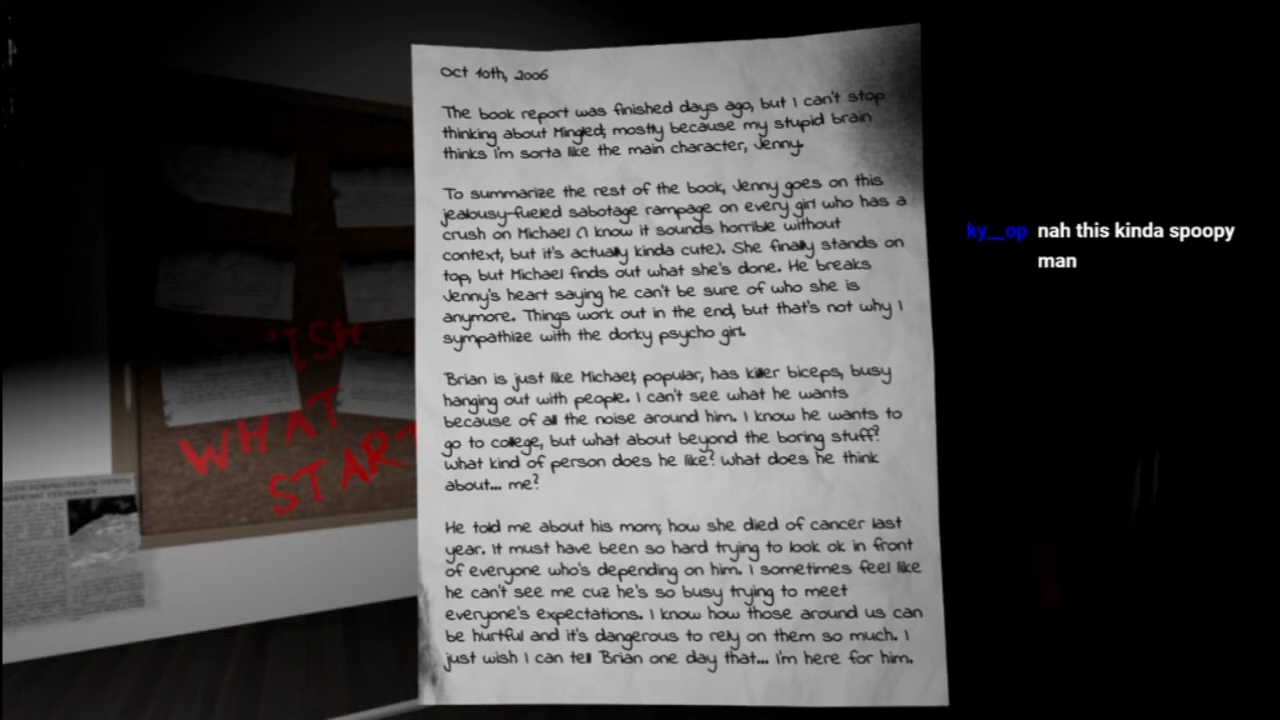 Oct 10th, 2006
The book report was finished days ago, but I can't stop
thinking about Mingled; mostly because my stupid brain
thinks I'm sorta like the main character, Jenny.
To summarize the rest of the book, Jenny goes on this
jealousy-fueled sabotage rampage on every girl who has a
crush on Michael (I know it sounds horrible without
context, but it's actually kinda cute). She finally stands on
top, but Michael finds out what she's done. He breaks
Jenny's heart saying he can't be sure of who she is
anymore. Things work out in the end, but that's not why I
sympathize with the dorky psycho girl.
Brian is just like Michael; popular, has killer biceps, busy
hanging out with people. I can't see what he wants
because of all the noise around him. I know he wants to
go to college, but what about beyond the boring stuff?
What kind of person does he like? What does he think
about... me?
He told me about his mom; how she died of cancer last
year. It must have been so hard trying to look ok in front
of everyone who's depending on him. I sometimes feel like
he can't see me cuz he's so busy trying to meet
everyone's expectations. I know how those around us can
be hurtful and it's dangerous to rely on them so much. I
just wish I can tell Brian one day that... I'm here for him.
ky__op nah this kinda spoopy
man
ISH
WHAT
START